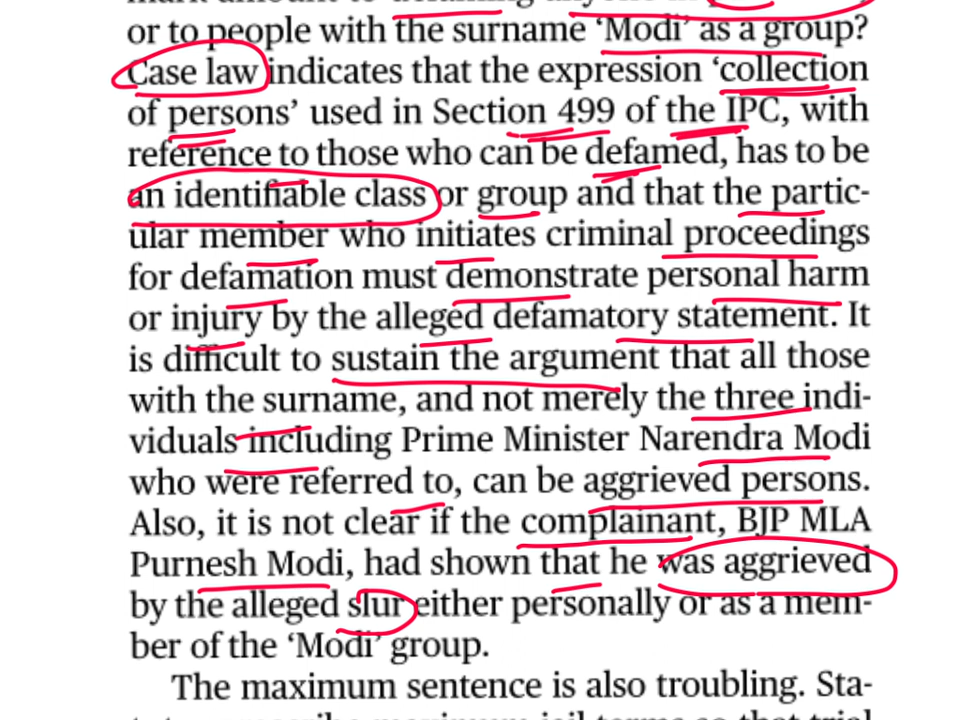 or to people with the surname ‘Modi’ as a group?
Case law indicates that the expression ‘collection
of persons’ used in Section 499 of the IPC, with
reference to those who can be defamed, has to be
an identifiable class or group and that the partic-
ular member who initiates criminal proceedings
for defamation must demonstrate personal harm
or injury by the alleged defamatory statement. It
is difficult to sustain the argument that all those
with the surname, and not merely the three indi-
viduals including Prime Minister Narendra Modi
who were referred to, can be aggrieved persons.
Also, it is not clear if the complainant, BJP MLA
Purnesh Modi, had shown that he was aggrieved
by the alleged slur either personally or as a mem-
ber of the ‘Modi’ group.
The maximum sentence is also troubling. Sta-